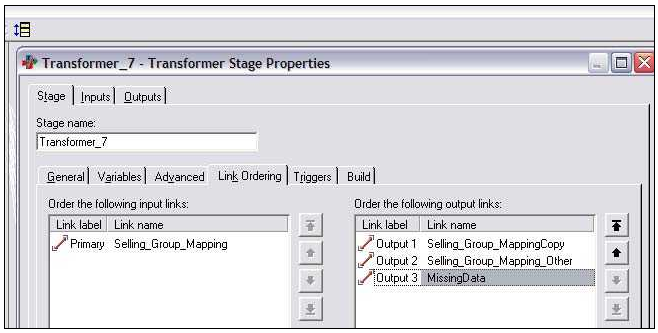 Transformer_7 - Transformer Stage Properties
Stage Inputs Outputs
Stage name:
Transformer_7
General Variables Advanced Link Ordering Triggers Build
Order the following input links:
Link label Link name
Primary Selling_Group_Mapping
Order the following output links:
Link label Link name
Output 1 Selling_Group_MappingCopy
Output 2 Selling_Group_Mapping_Other
Output 3 MissingData